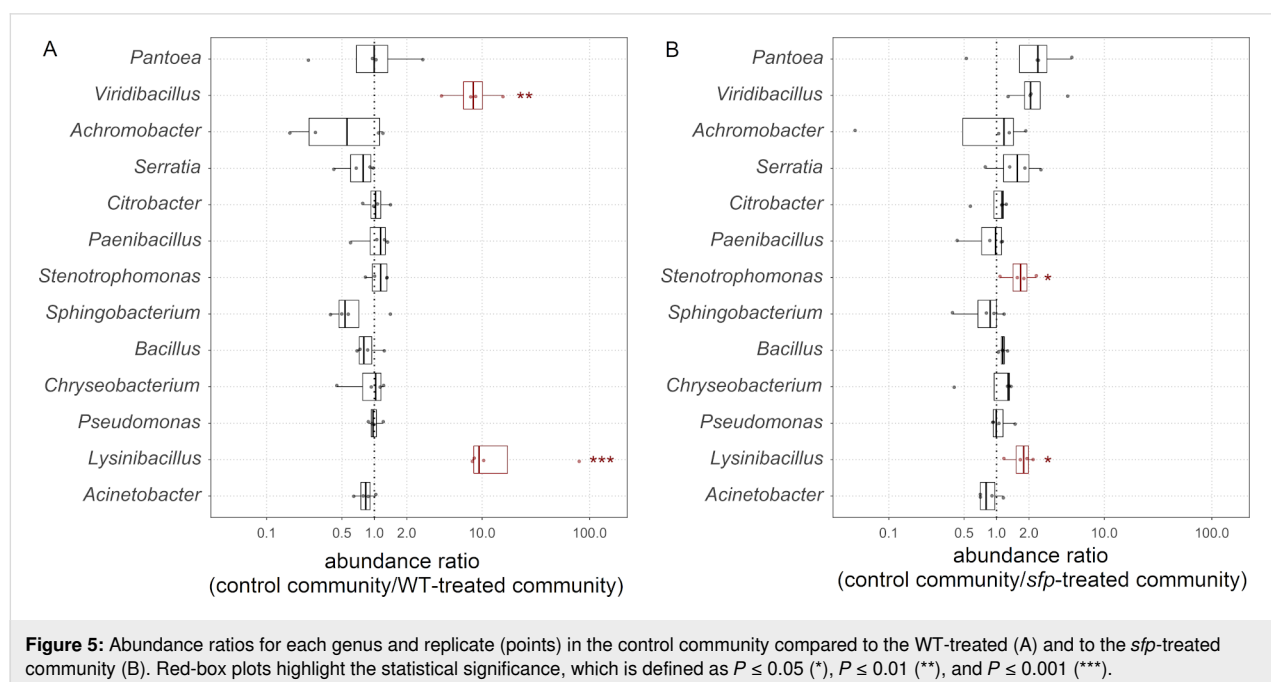 A
Pantoea
Viridibacillus
**
Achromobacter
Serratia
Citrobacter
Paenibacillus
Stenotrophomonas
Sphingobacterium
Bacillus
Chryseobacterium
Pseudomonas
Lysinibacillus
***
Acinetobacter
0.1 0.5 1.0 2.0 10.0 100.0
abundance ratio
(control community/WT-treated community)
B
Pantoea
Viridibacillus
Achromobacter
Serratia
Citrobacter
Paenibacillus
Stenotrophomonas
*
Sphingobacterium
Bacillus
Chryseobacterium
Pseudomonas
Lysinibacillus
*
Acinetobacter
0.1 0.5 1.0 2.0 10.0 100.0
abundance ratio
(control community/sfp-treated community)
Figure 5: Abundance ratios for each genus and replicate (points) in the control community compared to the WT-treated (A) and to the sfp-treated
community (B). Red-box plots highlight the statistical significance, which is defined as P ≤ 0.05 (*), P ≤ 0.01 (**), and P ≤ 0.001 (***).